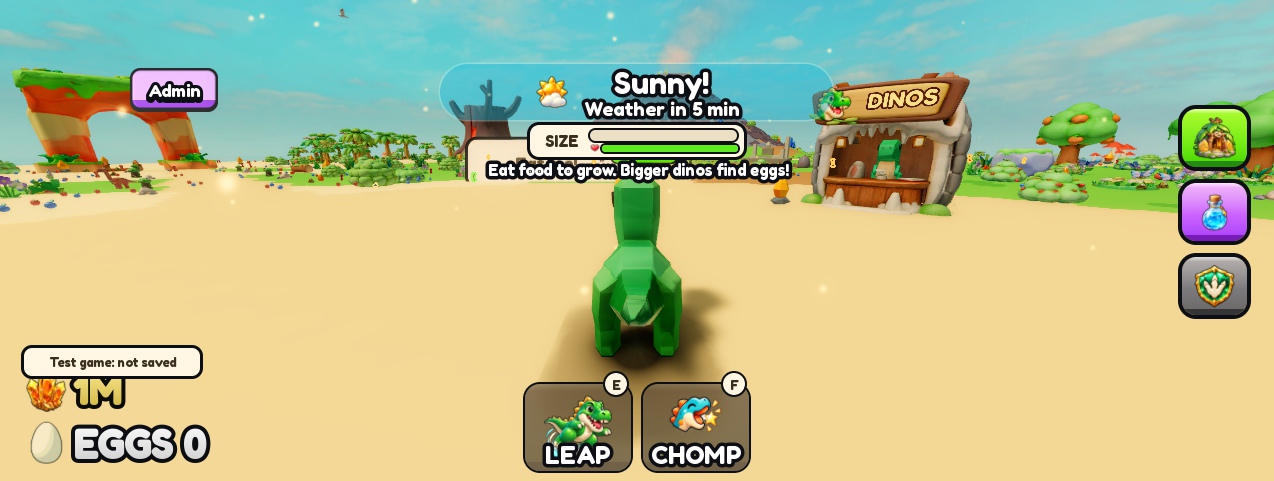 Admin
Sunny!
Weather in 5 min
SIZE
Eat food to grow. Bigger dinos find eggs!
DINOS
Test game: not saved
1M
EGGS 0
E
LEAP
F
CHOMP